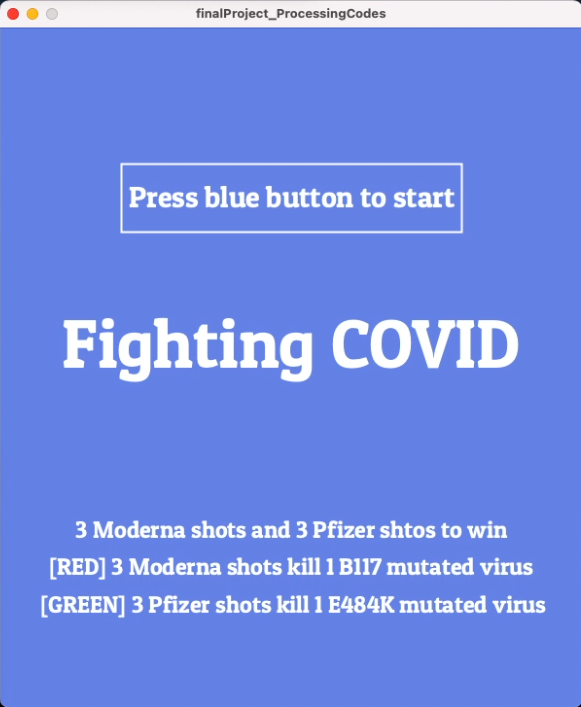 finalProject_ProcessingCodes
Press blue button to start
Fighting COVID
3 Moderna shots and 3 Pfizer shtos to win
[RED] 3 Moderna shots kill 1 B117 mutated virus
[GREEN] 3 Pfizer shots kill 1 E484K mutated virus